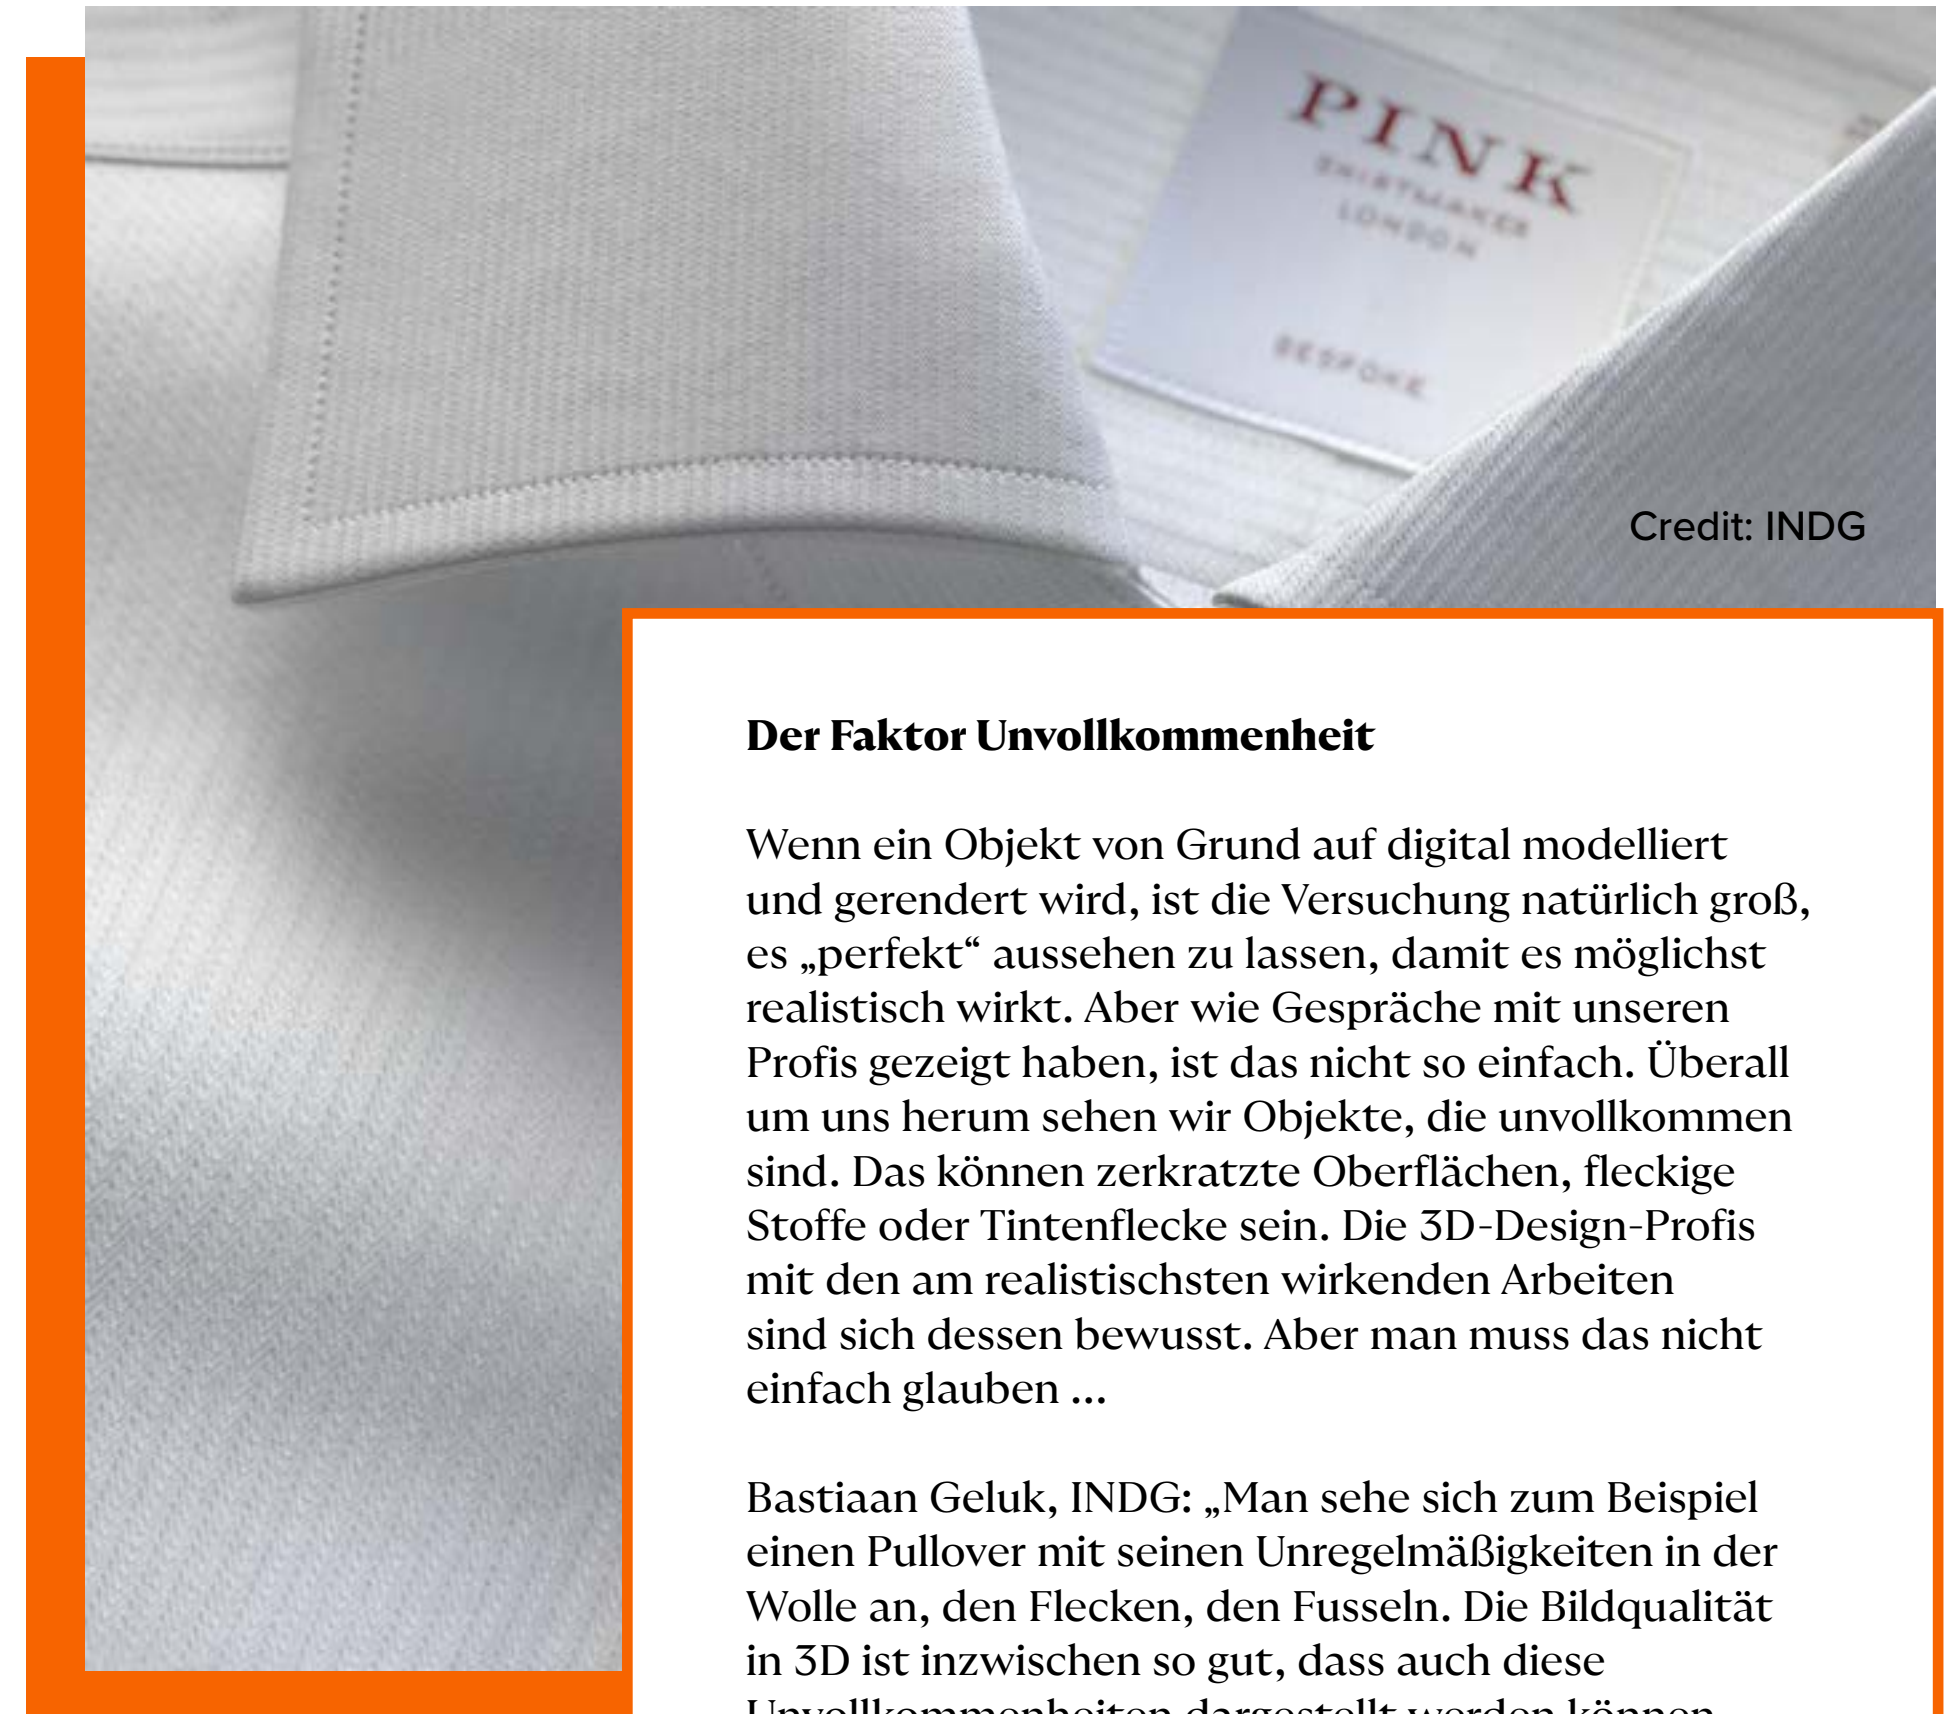 PINK
SHIRTMAKER
LONDON
BESPOKE
Credit: INDG
Der Faktor Unvollkommenheit
Wenn ein Objekt von Grund auf digital modelliert
und gerendert wird, ist die Versuchung natürlich groß,
es „perfekt“ aussehen zu lassen, damit es möglichst
realistisch wirkt. Aber wie Gespräche mit unseren
Profis gezeigt haben, ist das nicht so einfach. Überall
um uns herum sehen wir Objekte, die unvollkommen
sind. Das können zerkratzte Oberflächen, fleckige
Stoffe oder Tintenflecke sein. Die 3D-Design-Profis
mit den am realistischsten wirkenden Arbeiten
sind sich dessen bewusst. Aber man muss das nicht
einfach glauben ...
Bastiaan Geluk, INDG: „Man sehe sich zum Beispiel
einen Pullover mit seinen Unregelmäßigkeiten in der
Wolle an, den Flecken, den Fusseln. Die Bildqualität
in 3D ist inzwischen so gut, dass auch diese
Unvollkommenheiten dargestellt werden können